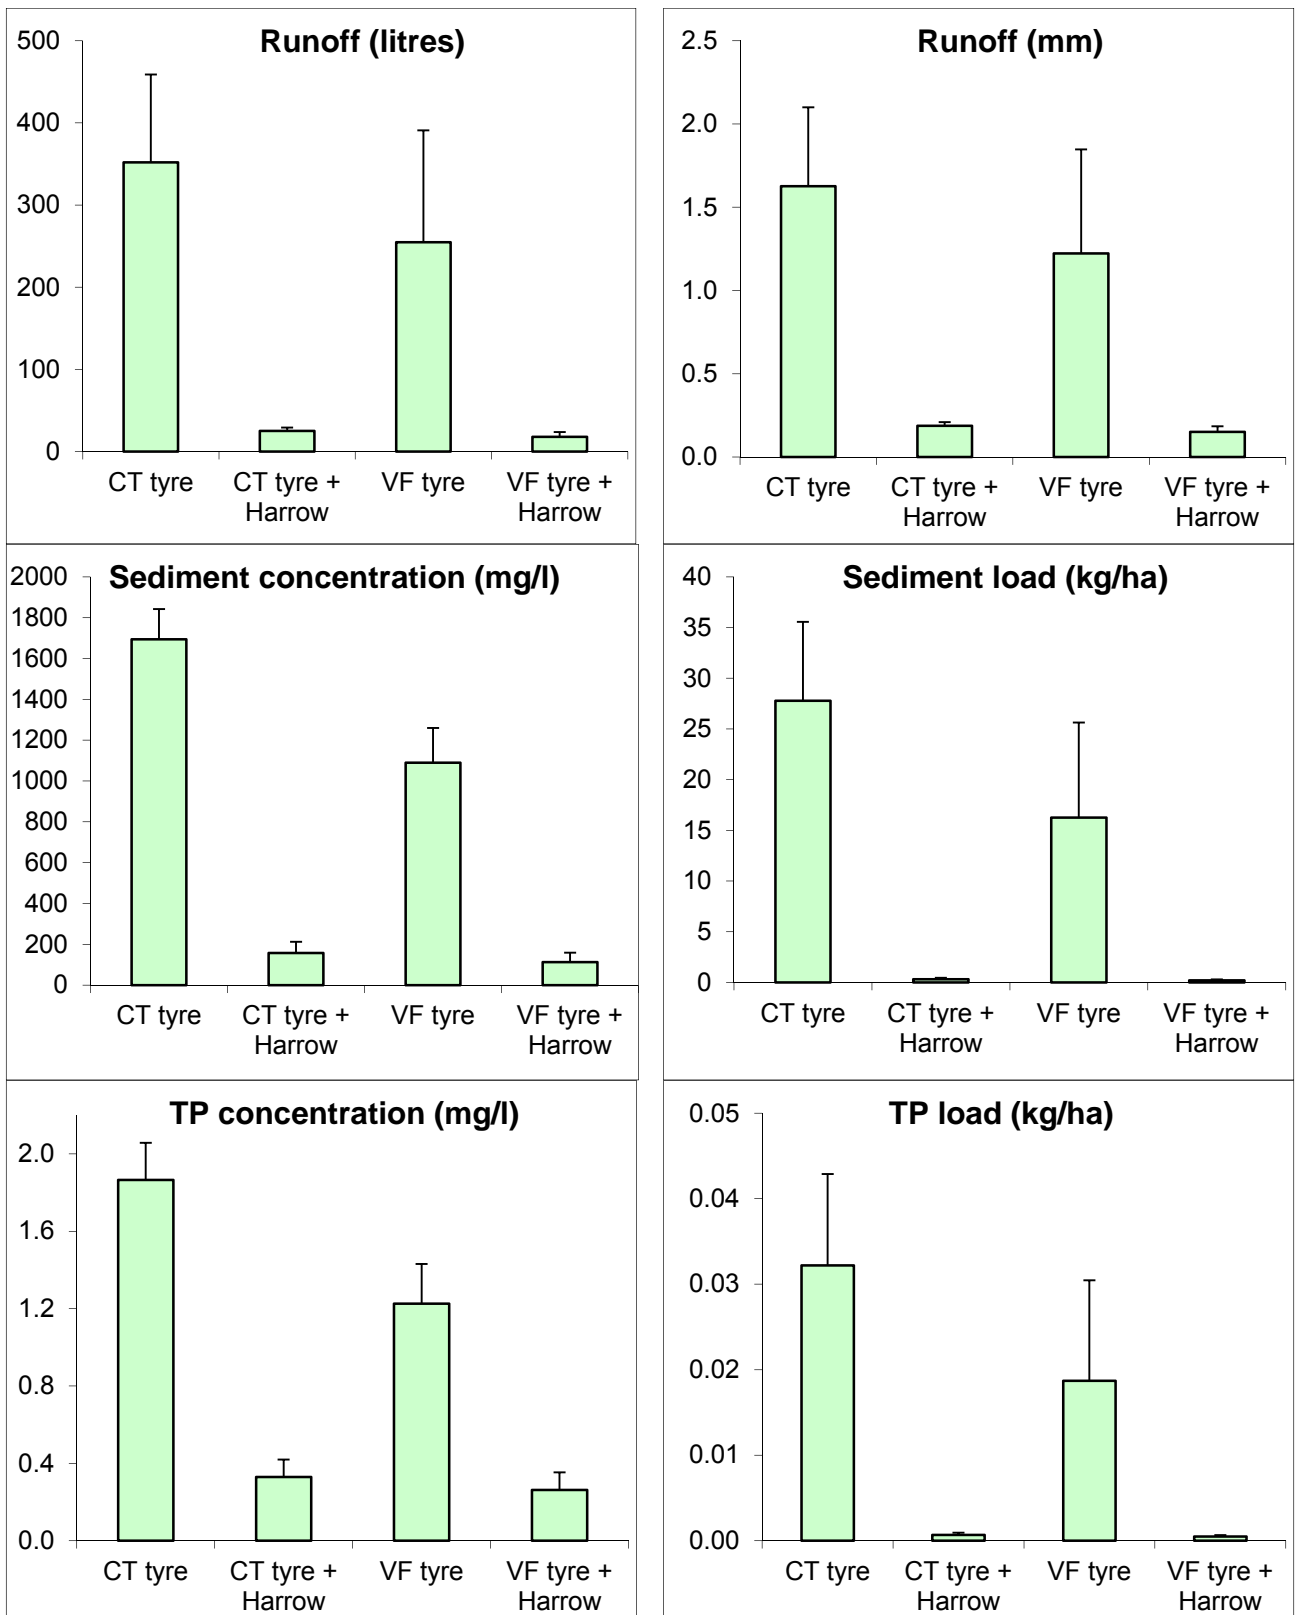 Runoff (litres)
500
400
300
200
100
0
CT tyre
CT tyre +
Harrow
VF tyre
VF tyre +
Harrow
Runoff (mm)
2.5
2.0
1.5
1.0
0.5
0.0
CT tyre
CT tyre +
Harrow
VF tyre
VF tyre +
Harrow
Sediment concentration (mg/l)
2000
1800
1600
1400
1200
1000
800
600
400
200
0
CT tyre
CT tyre +
Harrow
VF tyre
VF tyre +
Harrow
Sediment load (kg/ha)
40
35
30
25
20
15
10
5
0
CT tyre
CT tyre +
Harrow
VF tyre
VF tyre +
Harrow
TP concentration (mg/l)
2.0
1.6
1.2
0.8
0.4
0.0
CT tyre
CT tyre +
Harrow
VF tyre
VF tyre +
Harrow
TP load (kg/ha)
0.05
0.04
0.03
0.02
0.01
0.00
CT tyre
CT tyre +
Harrow
VF tyre
VF tyre +
Harrow